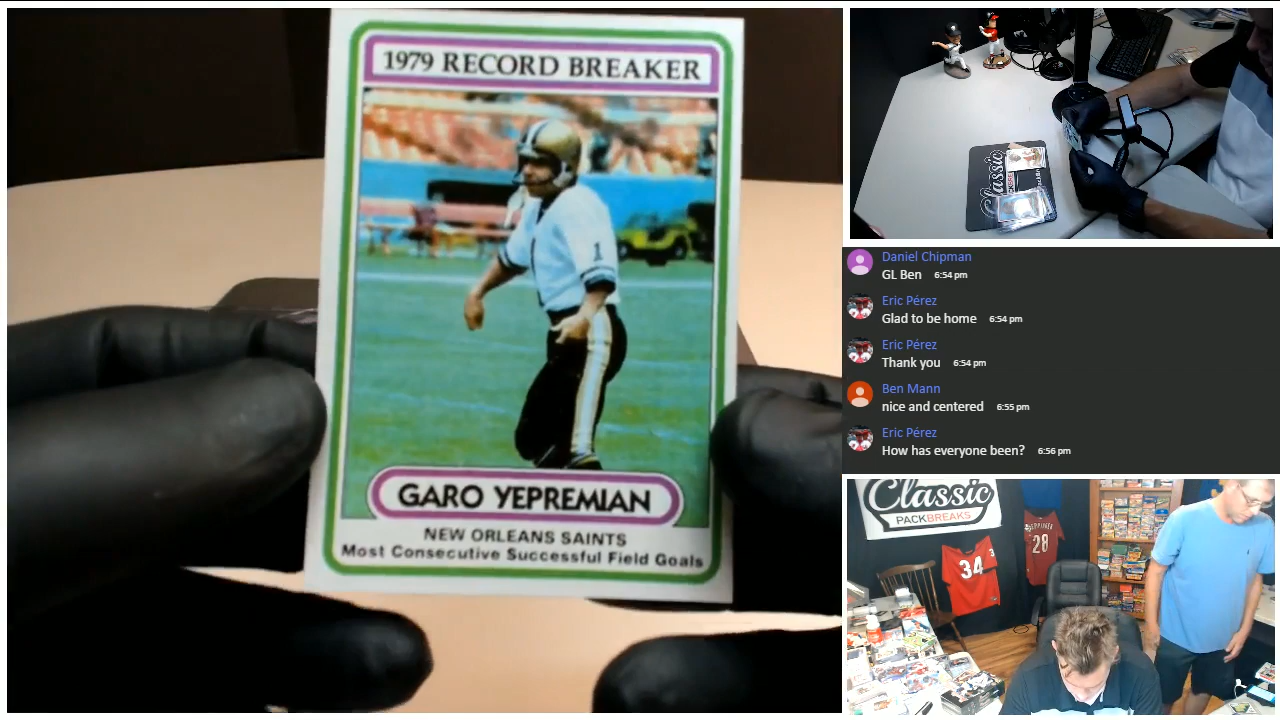 1979 RECORD BREAKER
1
GARO YEPREMIAN
NEW ORLEANS SAINTS
Most Consecutive Successful Field Goals
Classic
Daniel Chipman
GL Ben 6:54 pm
Eric Pérez
Glad to be home 6:54 pm
Eric Pérez
Thank you 6:54 pm
Ben Mann
nice and centered 6:55 pm
Eric Pérez
How has everyone been? 6:56 pm
Classic
PACKBREAKS
34
28